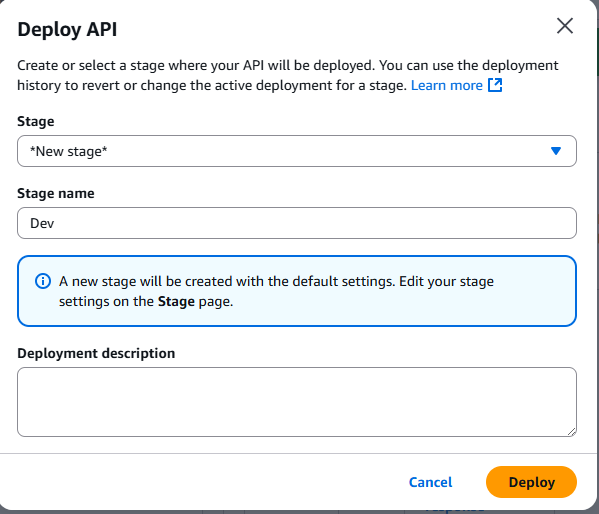 Deploy API
Create or select a stage where your API will be deployed. You can use the deployment
history to revert or change the active deployment for a stage. Learn more
Stage
*New stage*
Stage name
Dev
A new stage will be created with the default settings. Edit your stage
settings on the Stage page.
Deployment description
Cancel
Deploy